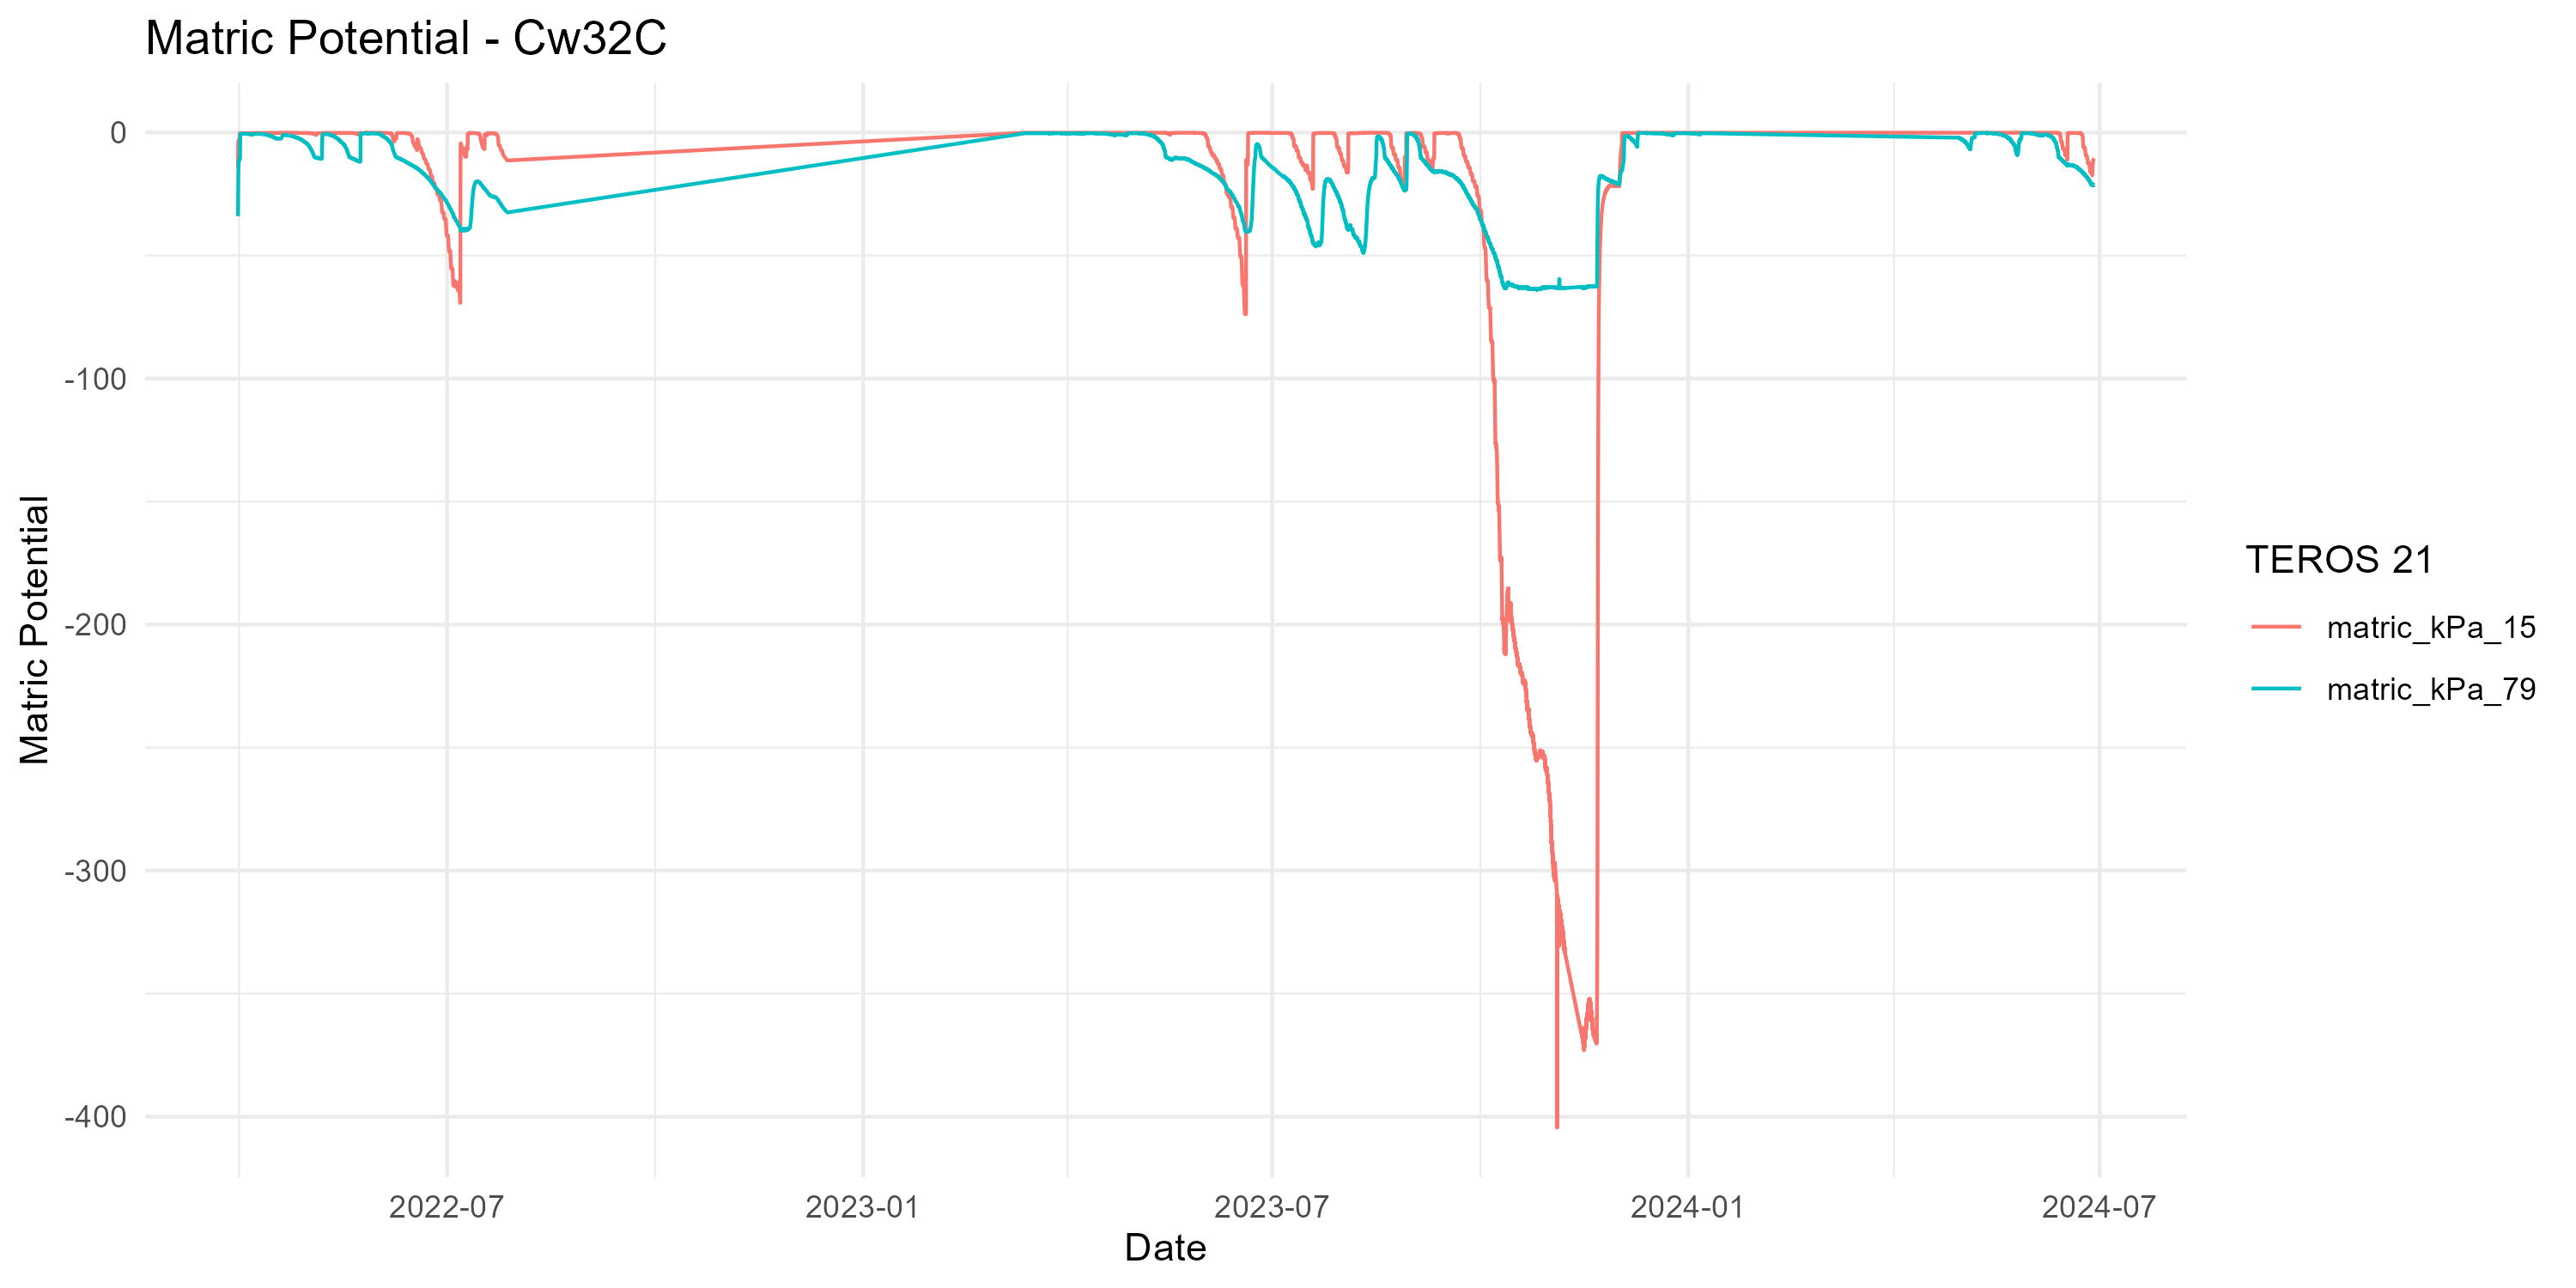 Matric Potential - Cw32C
0
-100
-200
-300
-400
Matric Potential
2022-07
2023-01
2023-07
2024-01
2024-07
Date
TEROS 21
matric_kPa_15
matric_kPa_79